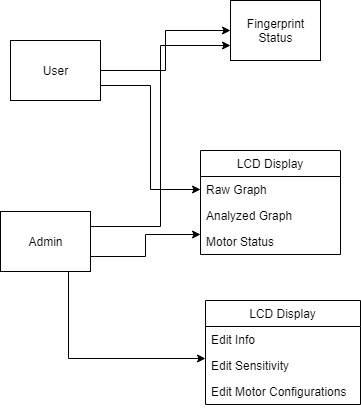 Fingerprint
Status
User
LCD Display
Raw Graph
Analyzed Graph
Motor Status
Admin
LCD Display
Edit Info
Edit Sensitivity
Edit Motor Configurations